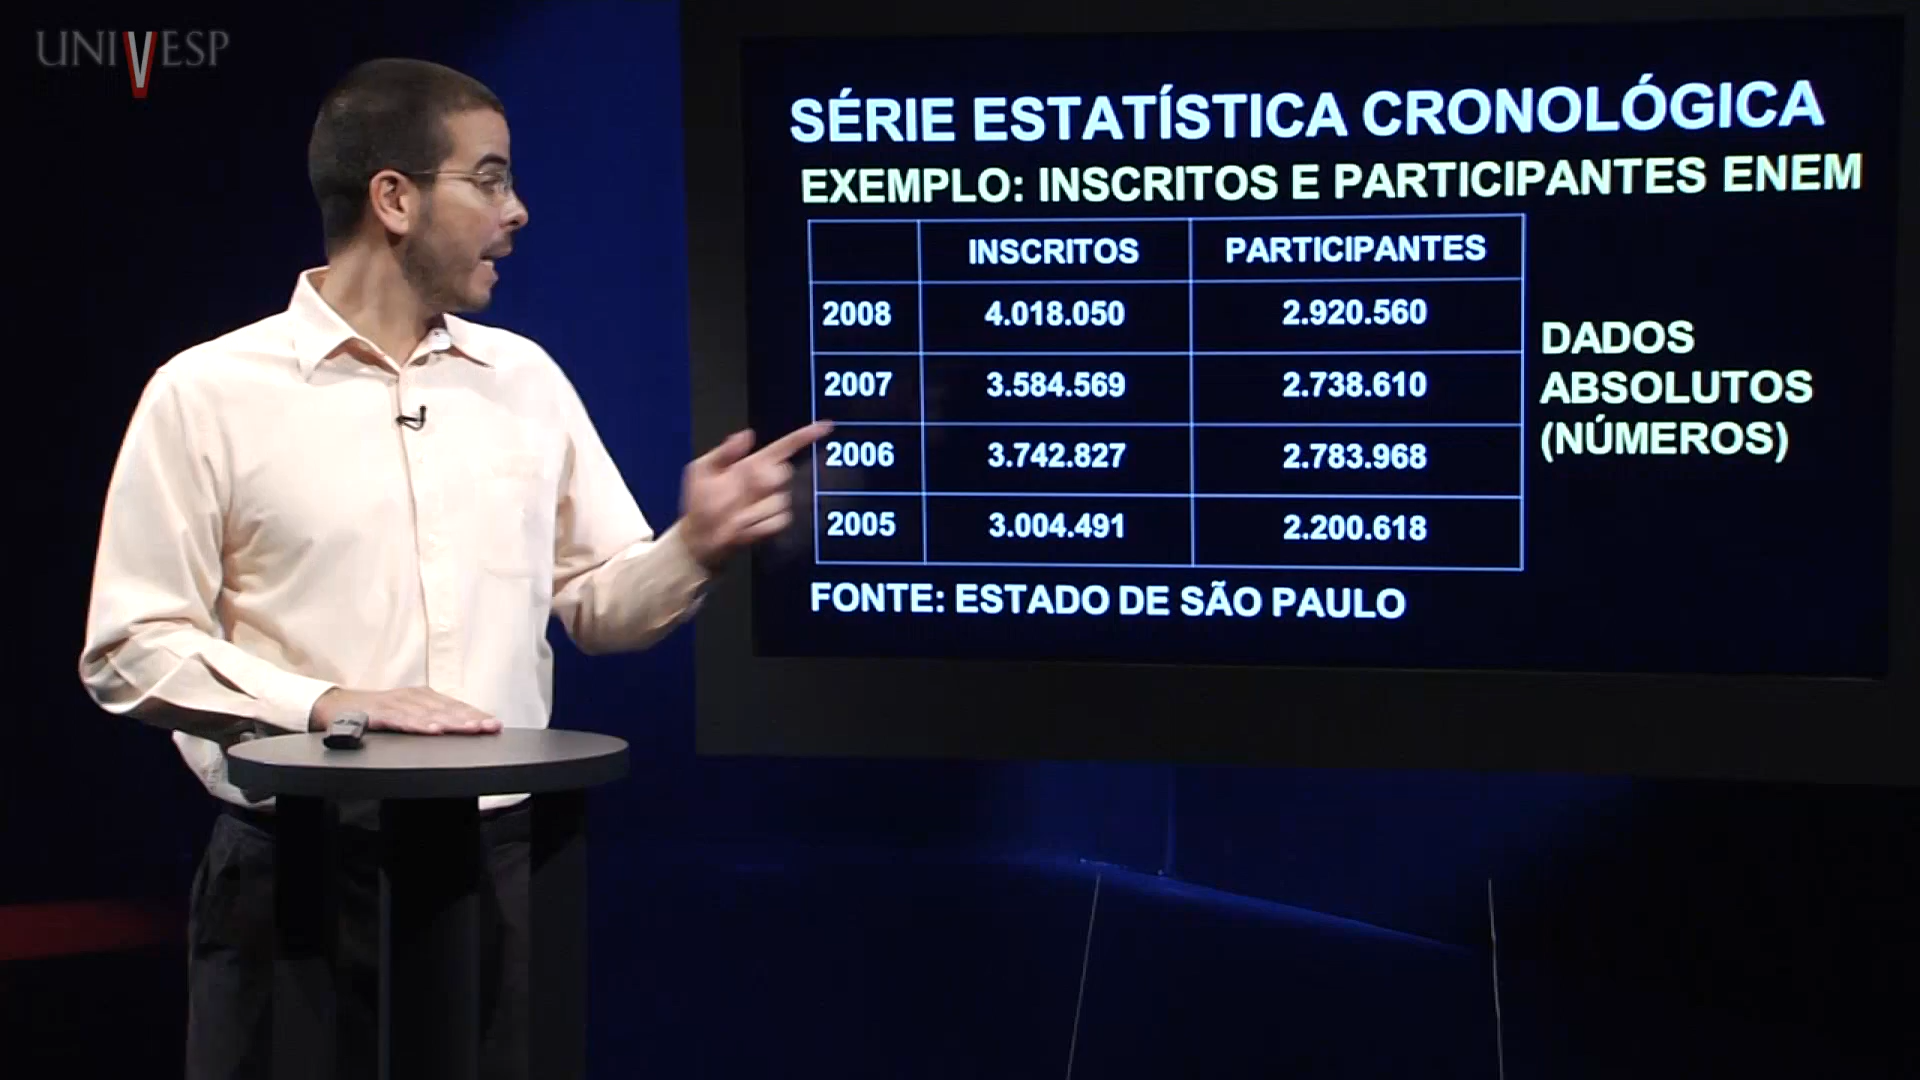 UNIVESP
SÉRIE ESTATÍSTICA CRONOLÓGICA
EXEMPLO: INSCRITOS E PARTICIPANTES ENEM
INSCRITOS PARTICIPANTES
2008 4.018.050 2.920.560
2007 3.584.569 2.738.610
2006 3.742.827 2.783.968
2005 3.004.491 2.200.618
DADOS
ABSOLUTOS
(NÚMEROS)
FONTE: ESTADO DE SÃO PAULO